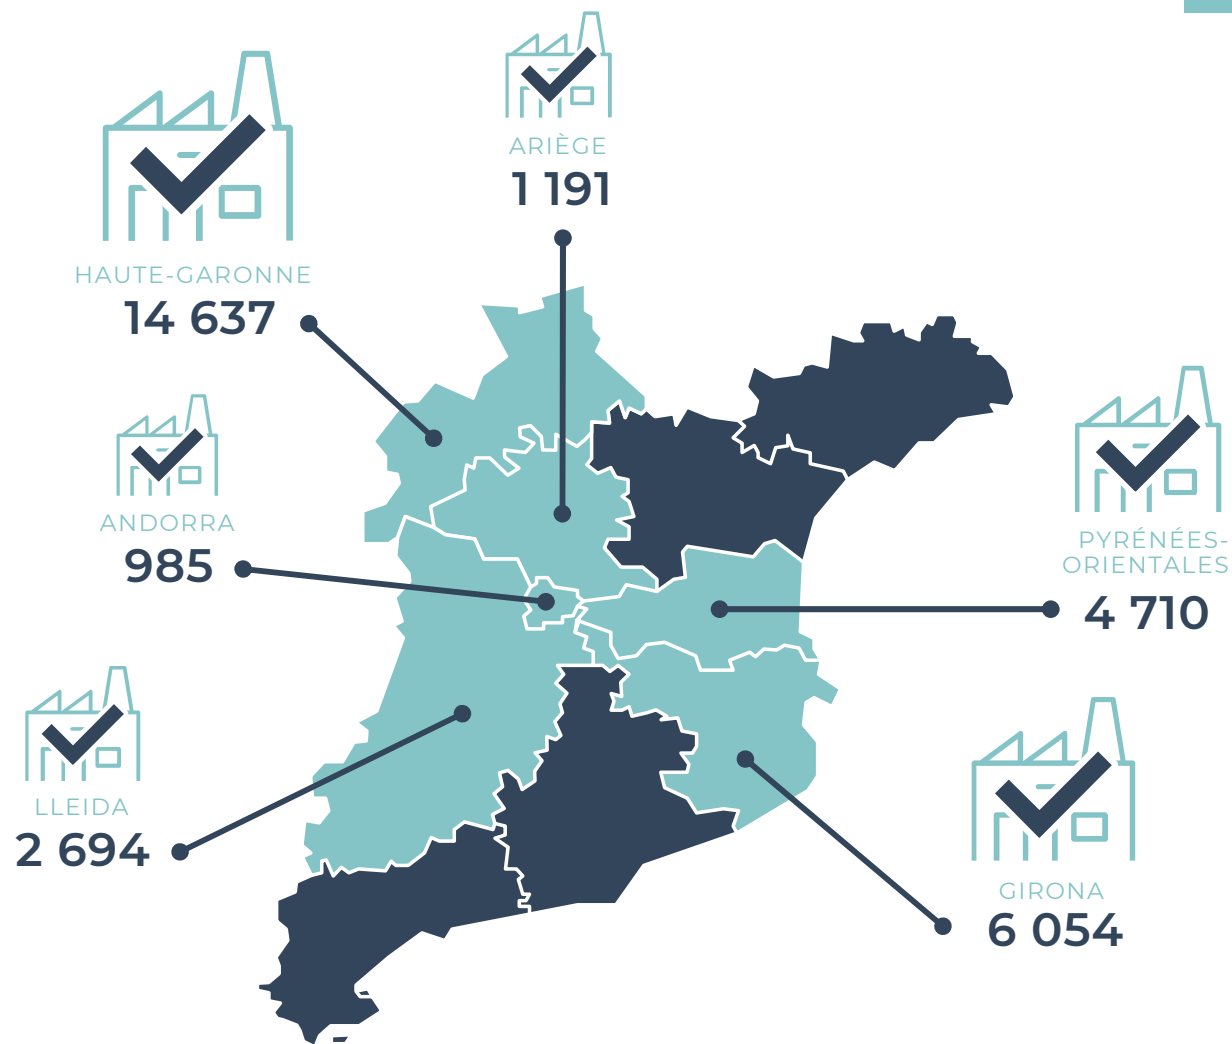 ARIÈGE
1 191
HAUTE-GARONNE
14 637
ANDORRA
985
PYRÉNÉES-
ORIENTALES
4 710
LLEIDA
2 694
GIRONA
6 054